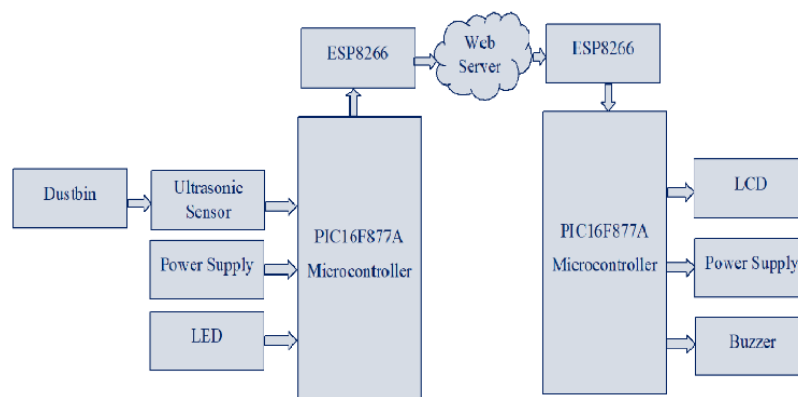 ESP8266
Web
Server
ESP8266
Dustbin
Ultrasonic
Sensor
PIC16F877A
Microcontroller
Power Supply
LED
PIC16F877A
Microcontroller
LCD
Power Supply
Buzzer